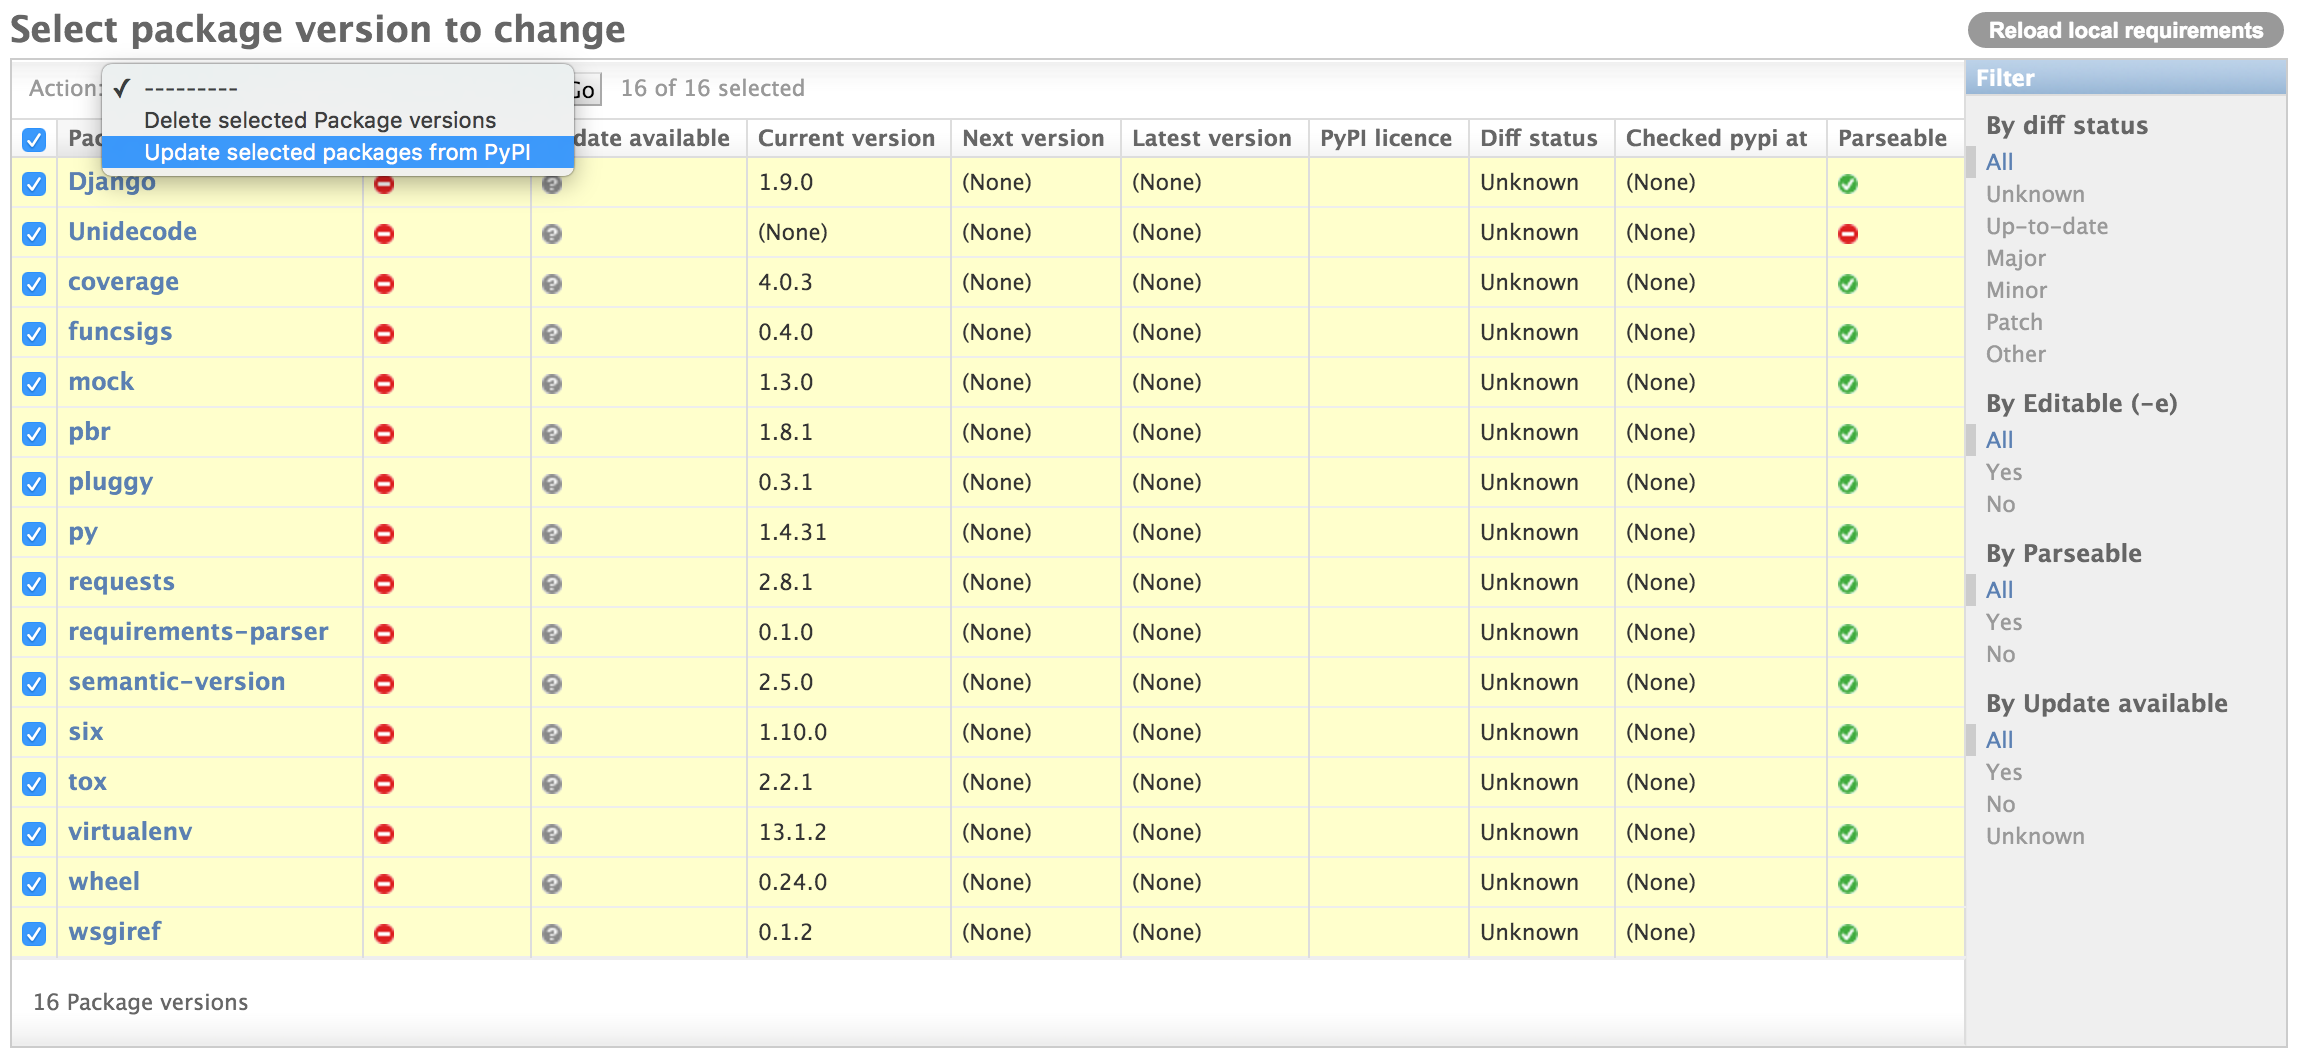 Select package version to change
Reload local requirements
Action:
---------
Delete selected Package versions
Update selected packages from PyPI
16 of 16 selected
Current version Next version Latest version PyPI licence Diff status Checked pypi at Parseable
Django 1.9.0 (None) (None) Unknown (None)
Unidecode (None) (None) (None) Unknown (None)
coverage 4.0.3 (None) (None) Unknown (None)
funcsigs 0.4.0 (None) (None) Unknown (None)
mock 1.3.0 (None) (None) Unknown (None)
pbr 1.8.1 (None) (None) Unknown (None)
pluggy 0.3.1 (None) (None) Unknown (None)
py 1.4.31 (None) (None) Unknown (None)
requests 2.8.1 (None) (None) Unknown (None)
requirements-parser 0.1.0 (None) (None) Unknown (None)
semantic-version 2.5.0 (None) (None) Unknown (None)
six 1.10.0 (None) (None) Unknown (None)
tox 2.2.1 (None) (None) Unknown (None)
virtualenv 13.1.2 (None) (None) Unknown (None)
wheel 0.24.0 (None) (None) Unknown (None)
wsgiref 0.1.2 (None) (None) Unknown (None)
16 Package versions
Filter
By diff status
All
Unknown
Up-to-date
Major
Minor
Patch
Other
By Editable (-e)
All
Yes
No
By Parseable
All
Yes
No
By Update available
All
Yes
No
Unknown